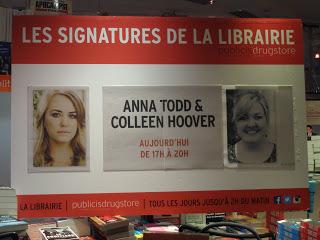 LES SIGNATURES DE LA LIBRAIRIE
publicisdrugstore
ANNA TODD &
COLLEEN HOOVER
AUJOURD'HUI
DE 17H À 20H
LA LIBRAIRIE | publicisdrugstore | TOUS LES JOURS JUSQU'À 2H DU MATIN